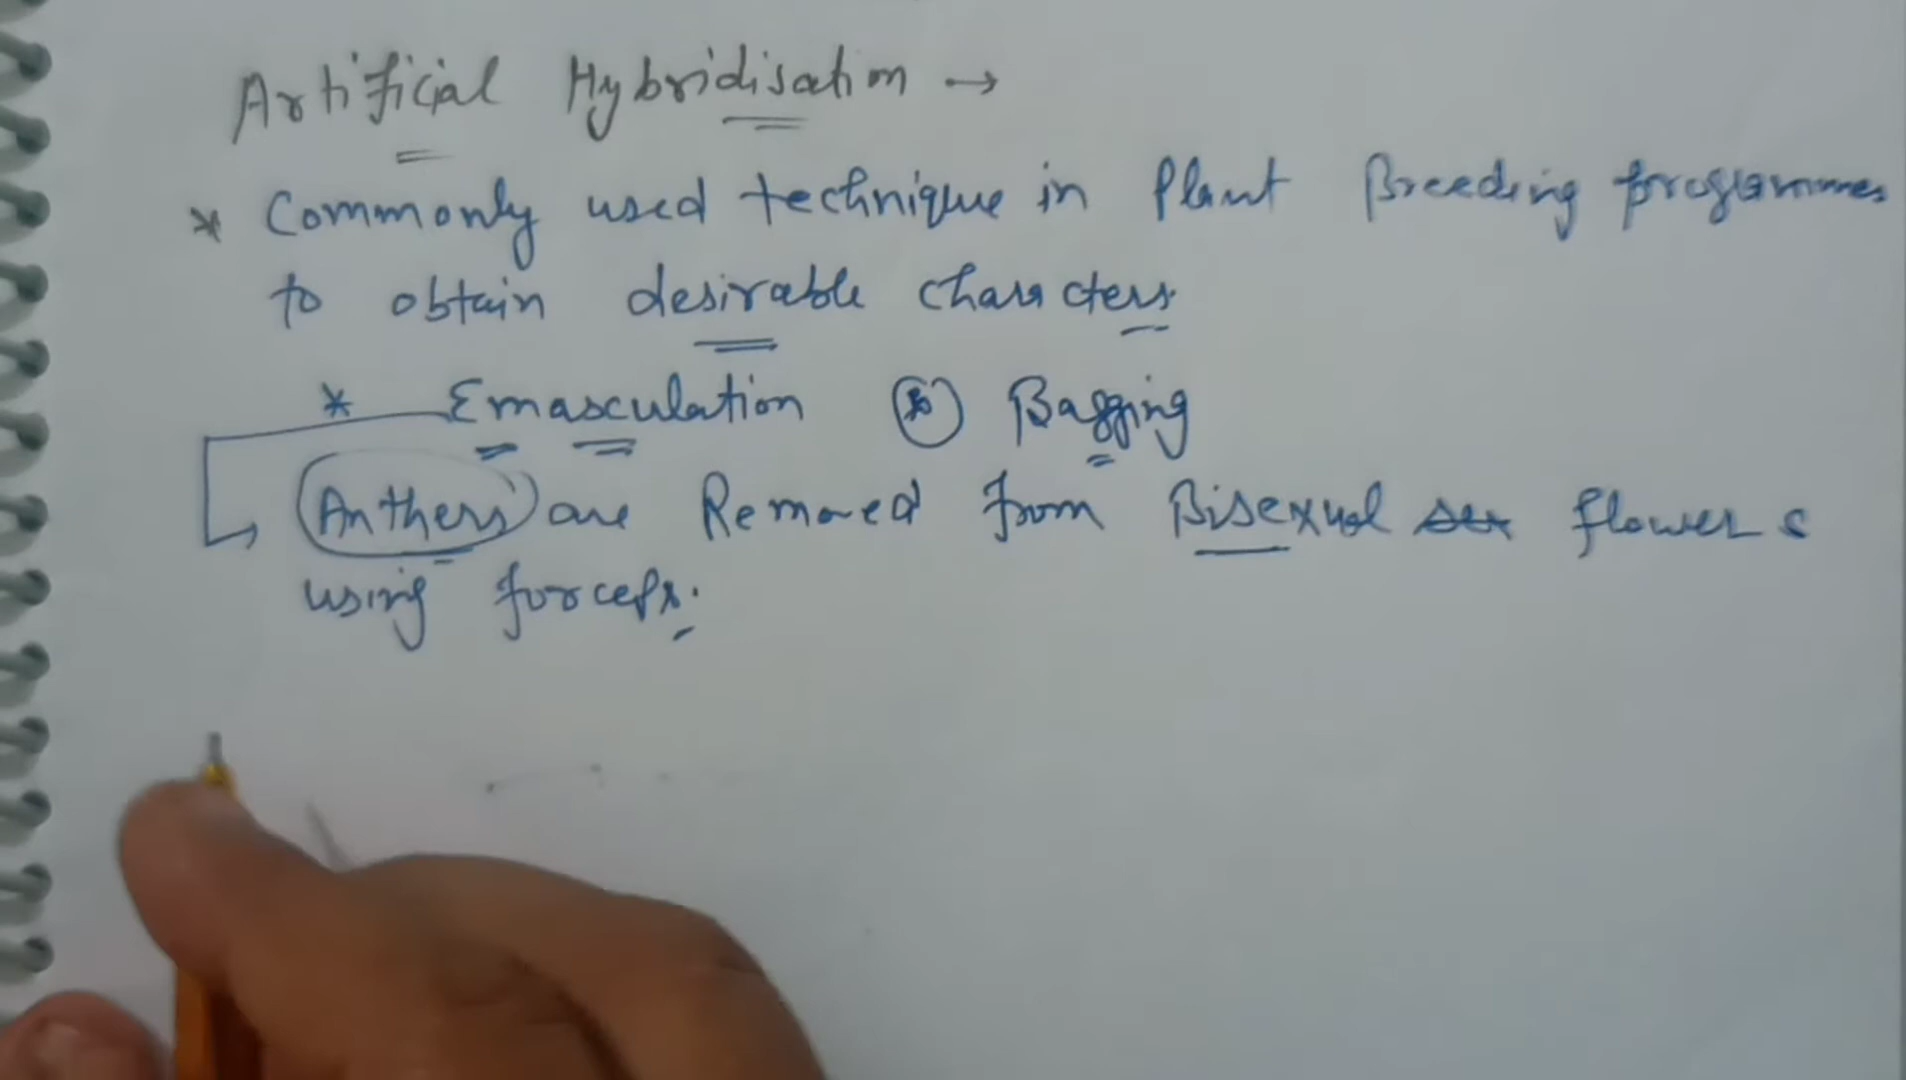 Artificial Hybridisation →
* Commonly used technique in Plant Breeding programmes
to obtain desirable characters
* Emasculation * Bagging
Anthers are Removed from Bisexual flowers
using forceps.